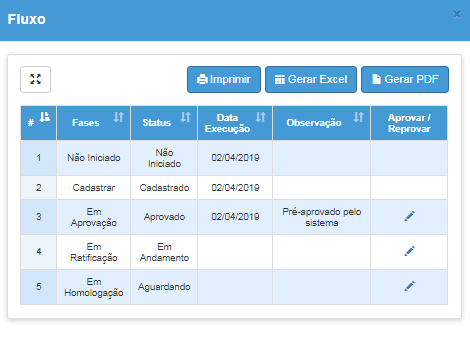 Fluxo
×
Imprimir Gerar Excel Gerar PDF
# Fases Status Data Execução Observação Aprovar / Reprovar
1 Não Iniciado Não Iniciado 02/04/2019
2 Cadastrar Cadastrado 02/04/2019
3 Em Aprovação Aprovado 02/04/2019 Pré-aprovado pelo sistema
4 Em Ratificação Em Andamento
5 Em Homologação Aguardando